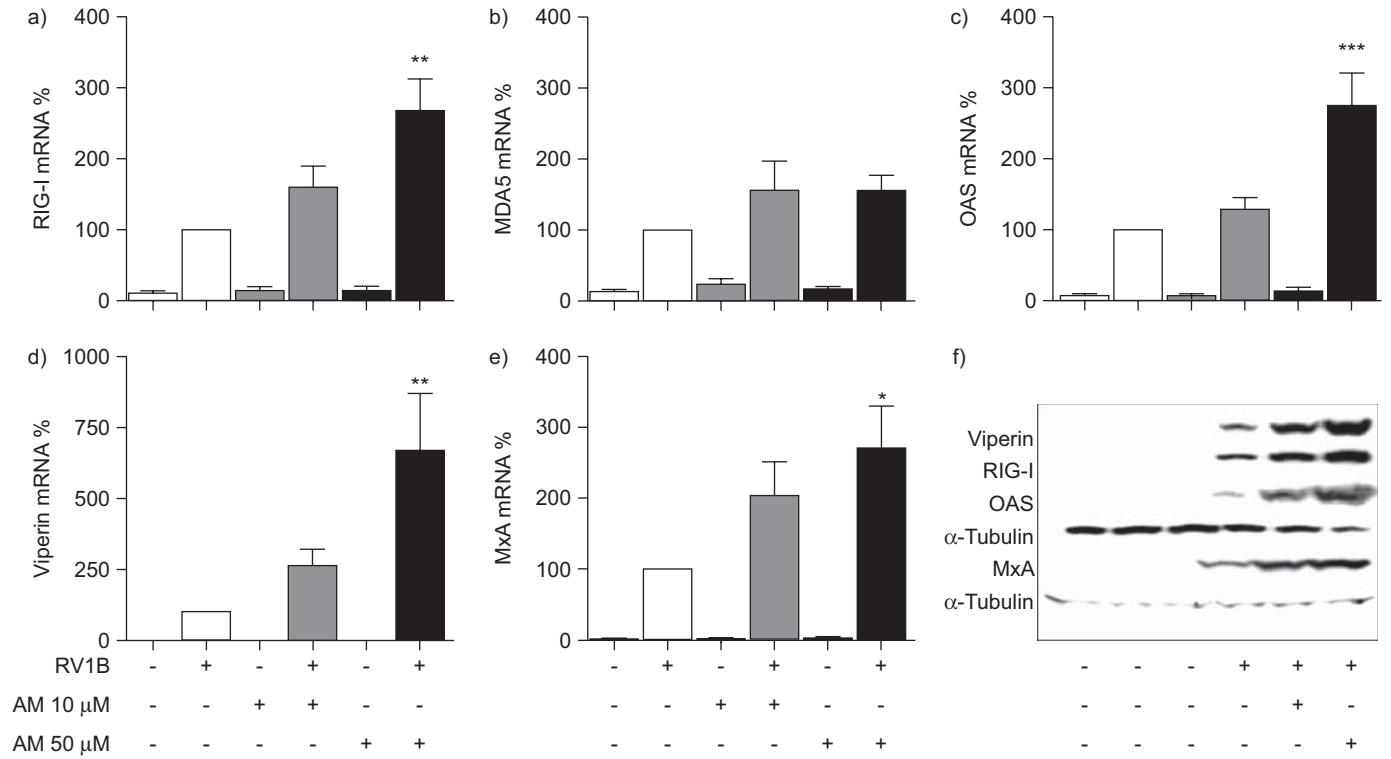 a)
400
300
200
100
0
RIG-I mRNA %
**
b)
400
300
200
100
0
MDA5 mRNA %
c)
400
300
200
100
0
OAS mRNA %
***
d)
1000
750
500
250
0
Viperin mRNA %
**
e)
400
300
200
100
0
MxA mRNA %
*
f)
Viperin
RIG-I
OAS
α-Tubulin
MxA
α-Tubulin
RV1B - + - + - + - + - + - + - - - + + +
AM 10 μM - - + + - - - - + + - - - - - - + -
AM 50 μM - - - - + + - - - - + + - - - - - +